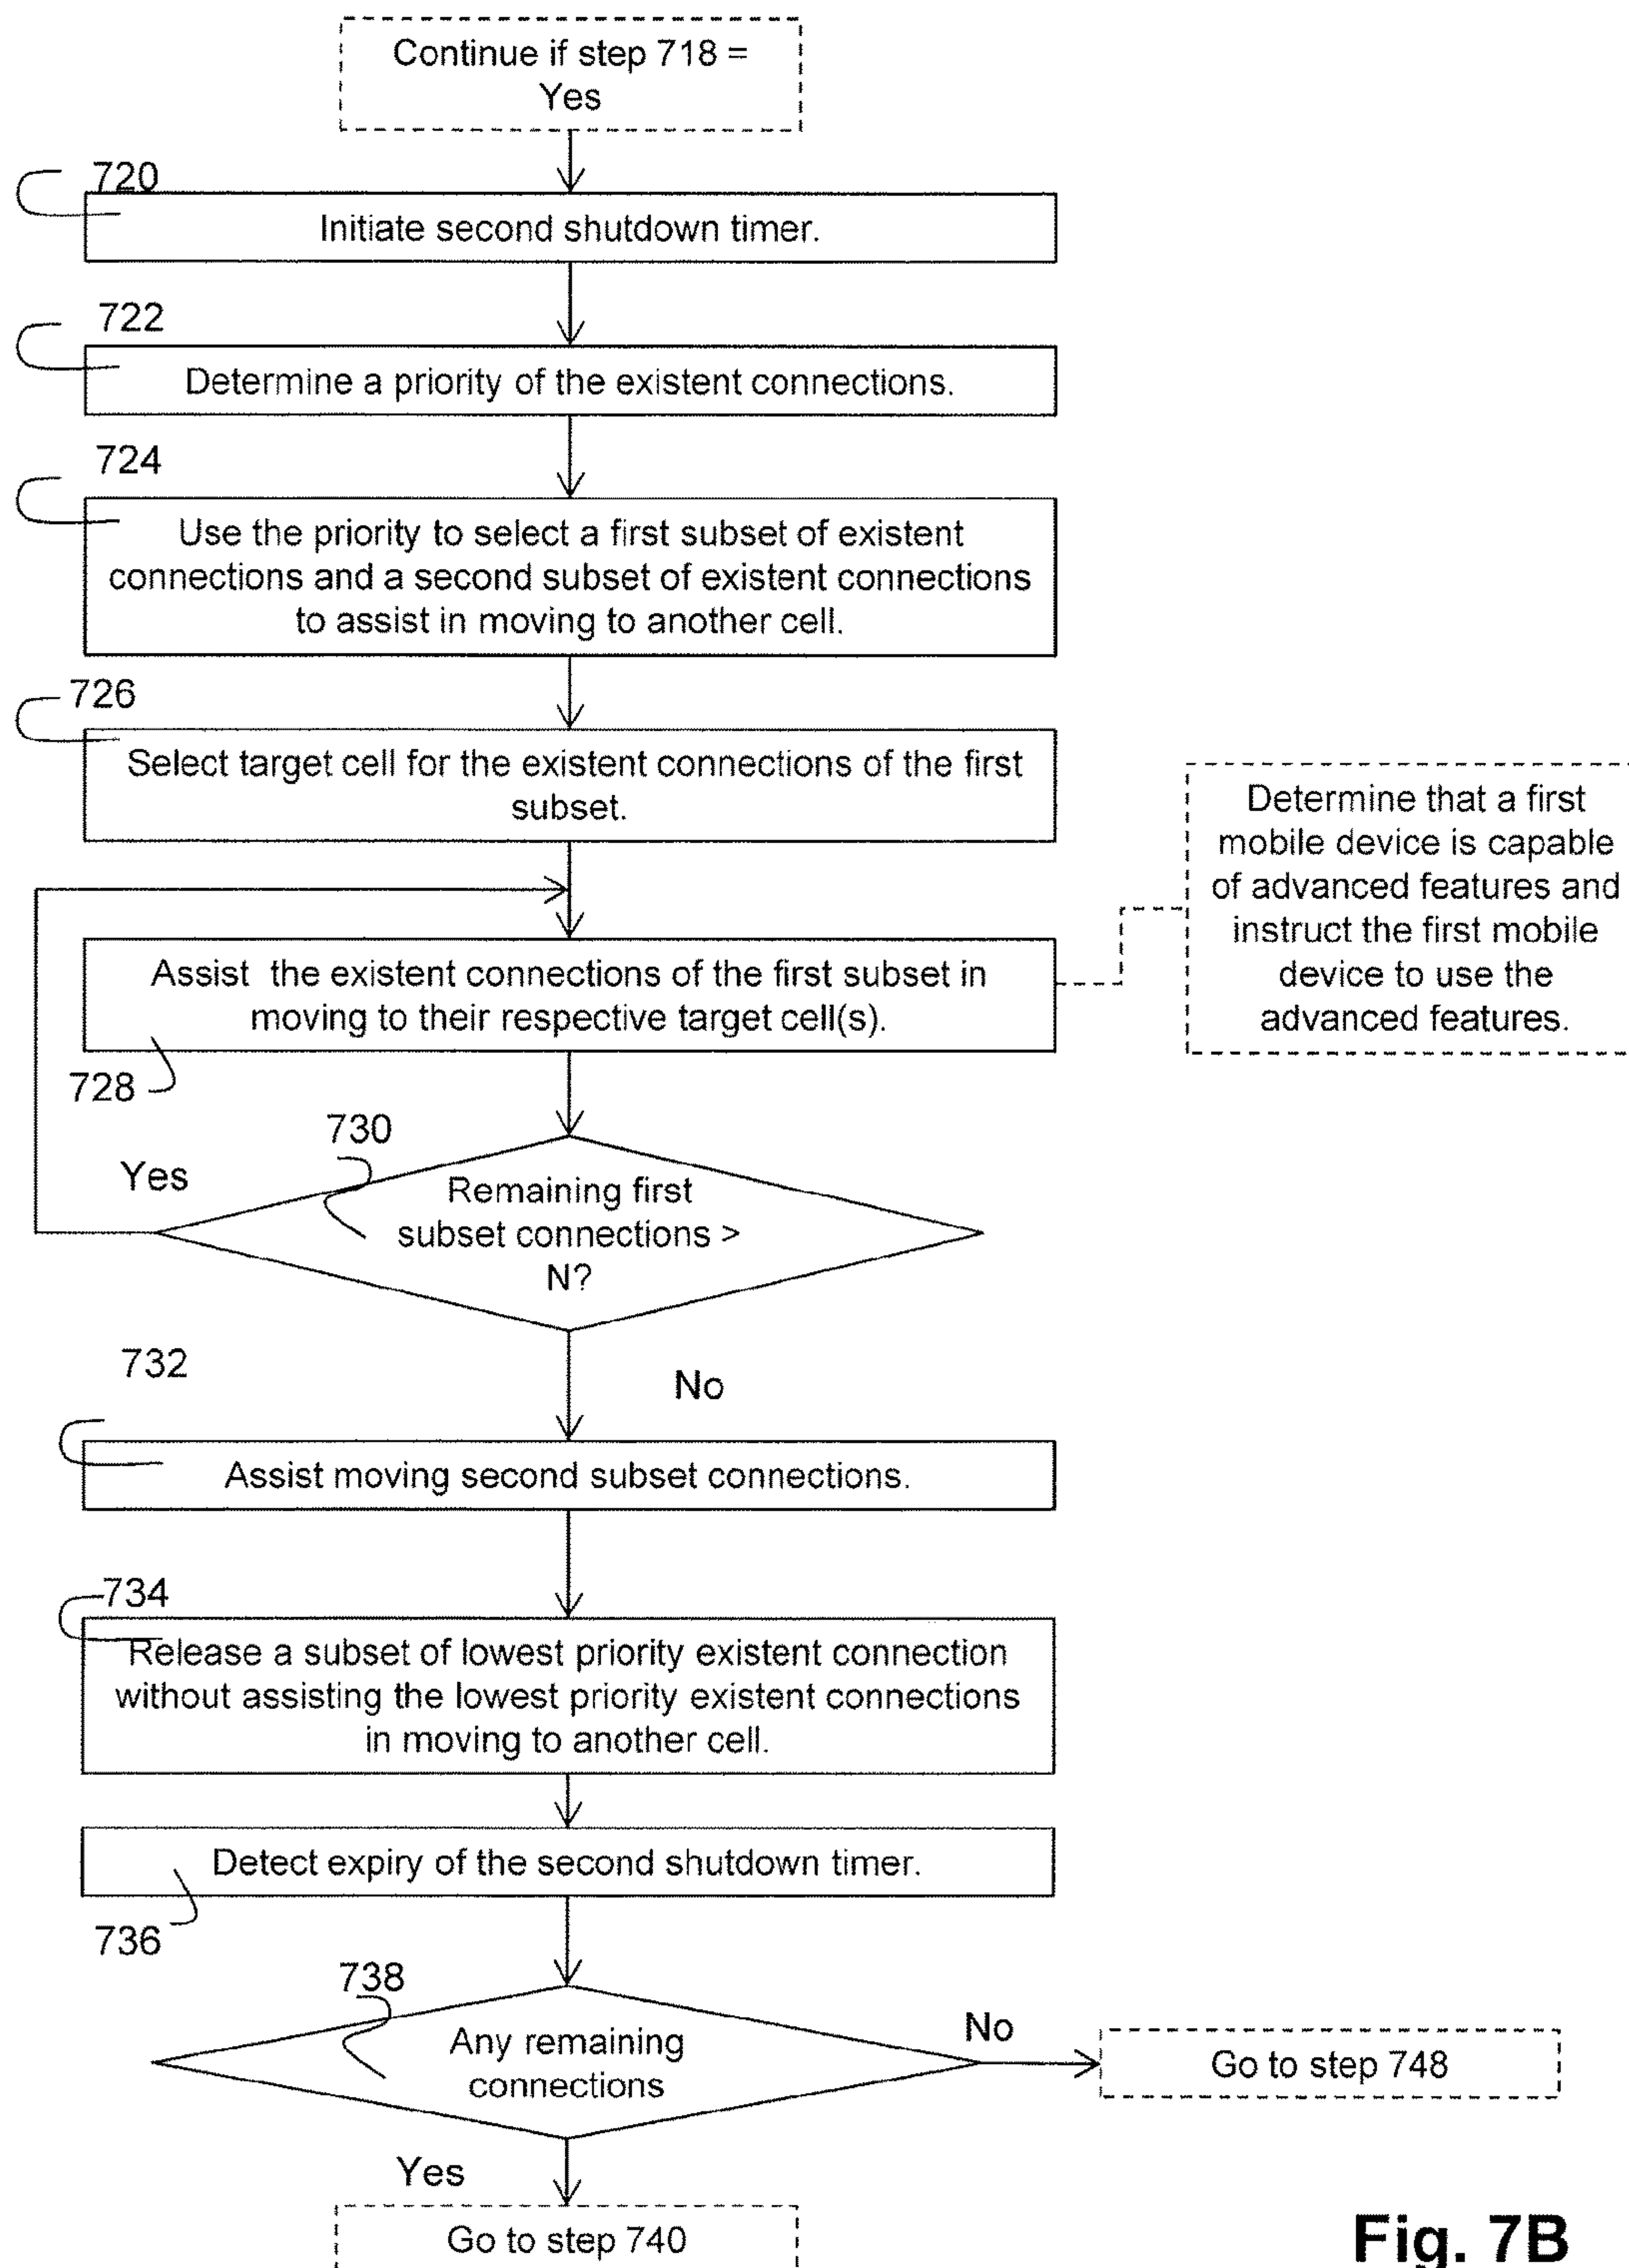 Continue if step 718 =
Yes
720
Initiate second shutdown timer.
722
Determine a priority of the existent connections.
724
Use the priority to select a first subset of existent
connections and a second subset of existent connections
to assist in moving to another cell.
726
Select target cell for the existent connections of the first
subset.
Determine that a first
mobile device is capable
of advanced features and
instruct the first mobile
device to use the
advanced features.
Assist the existent connections of the first subset in
moving to their respective target cell(s).
728
730
Yes
Remaining first
subset connections >
N?
732
No
Assist moving second subset connections.
734
Release a subset of lowest priority existent connection
without assisting the lowest priority existent connections
in moving to another cell.
Detect expiry of the second shutdown timer.
736
738
Any remaining
connections
No
Go to step 748
Yes
Go to step 740
Fig. 7B